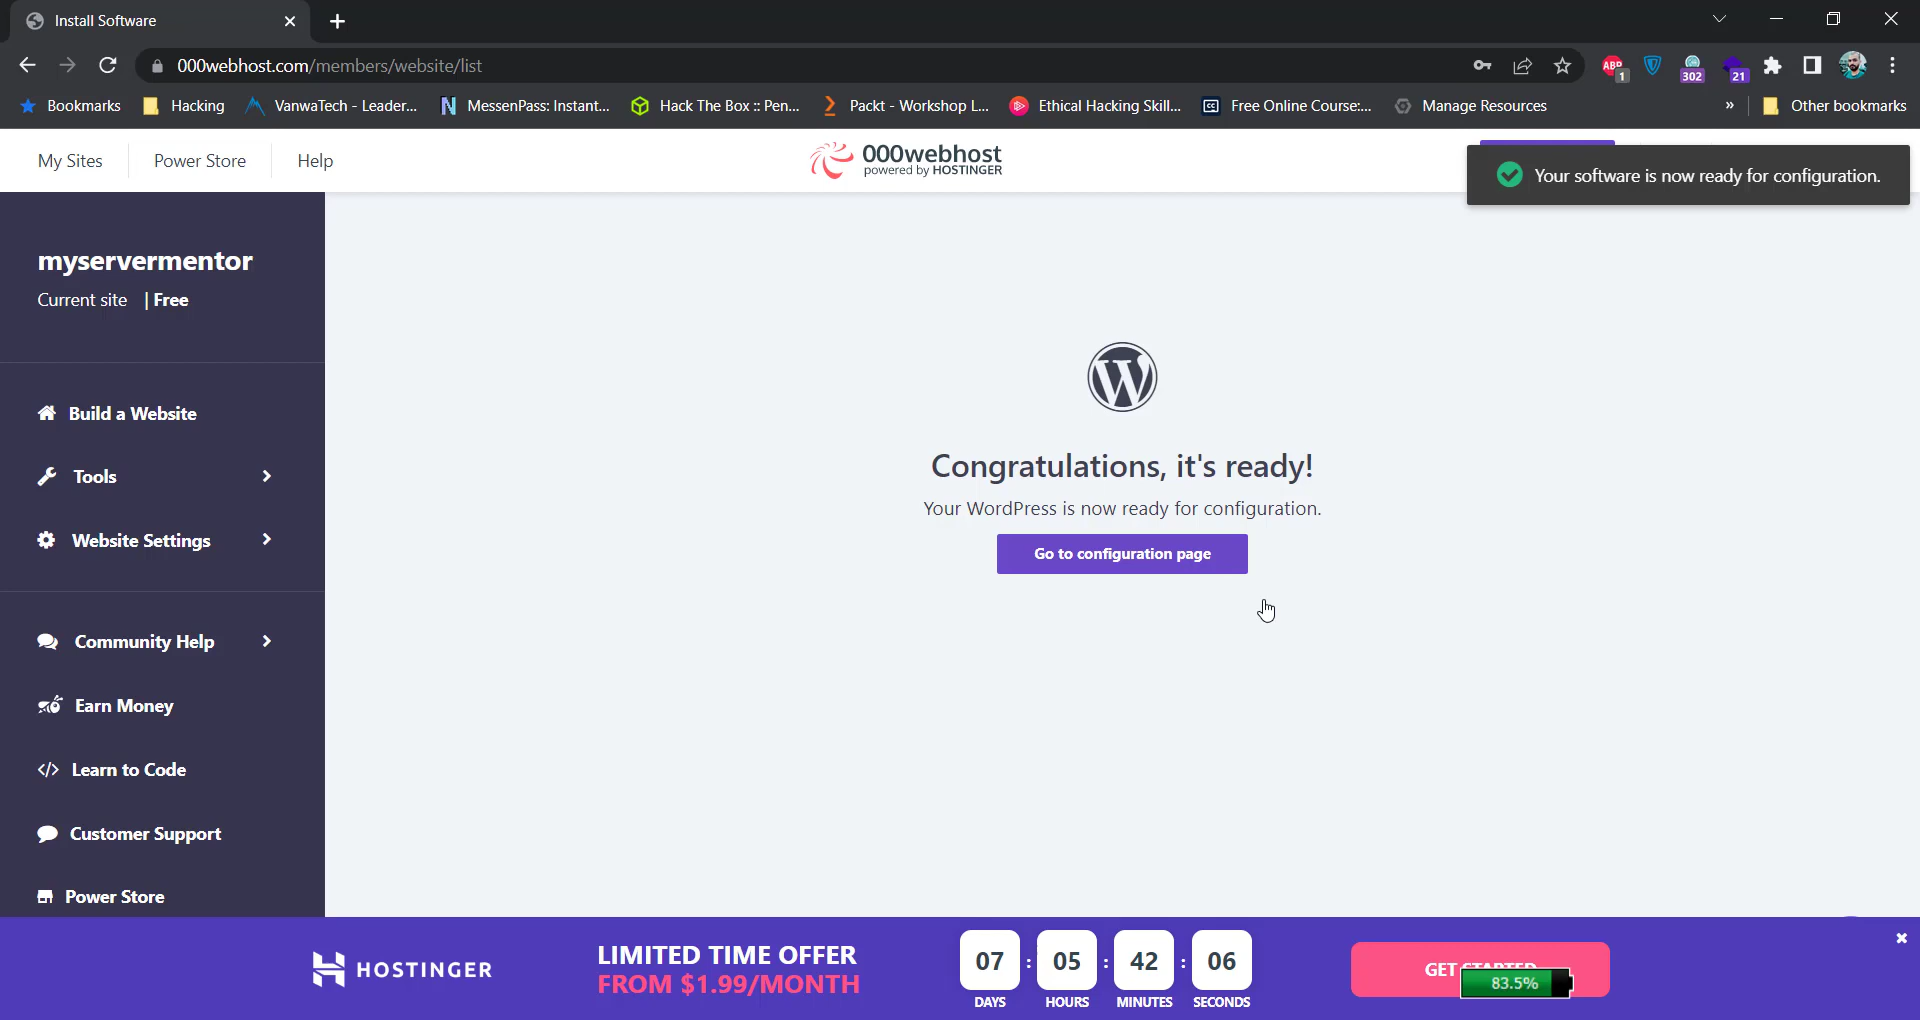 Install Software
000webhost.com/members/website/list
ABP
1
302
21
Bookmarks
Hacking
VanwaTech - Leader...
MessenPass: Instant...
Hack The Box :: Pen...
Packt - Workshop L...
Ethical Hacking Skill...
Free Online Course:...
Manage Resources
»
Other bookmarks
My Sites
Power Store
Help
000webhost
powered by HOSTINGER
Your software is now ready for configuration.
myservermentor
Current site | Free
Build a Website
Tools
Website Settings
Community Help
Earn Money
</> Learn to Code
Customer Support
Power Store
W
Congratulations, it's ready!
Your WordPress is now ready for configuration.
Go to configuration page
HOSTINGER
LIMITED TIME OFFER
FROM $1.99/MONTH
07 : 05 : 42 : 06
DAYS HOURS MINUTES SECONDS
GET
83.5%